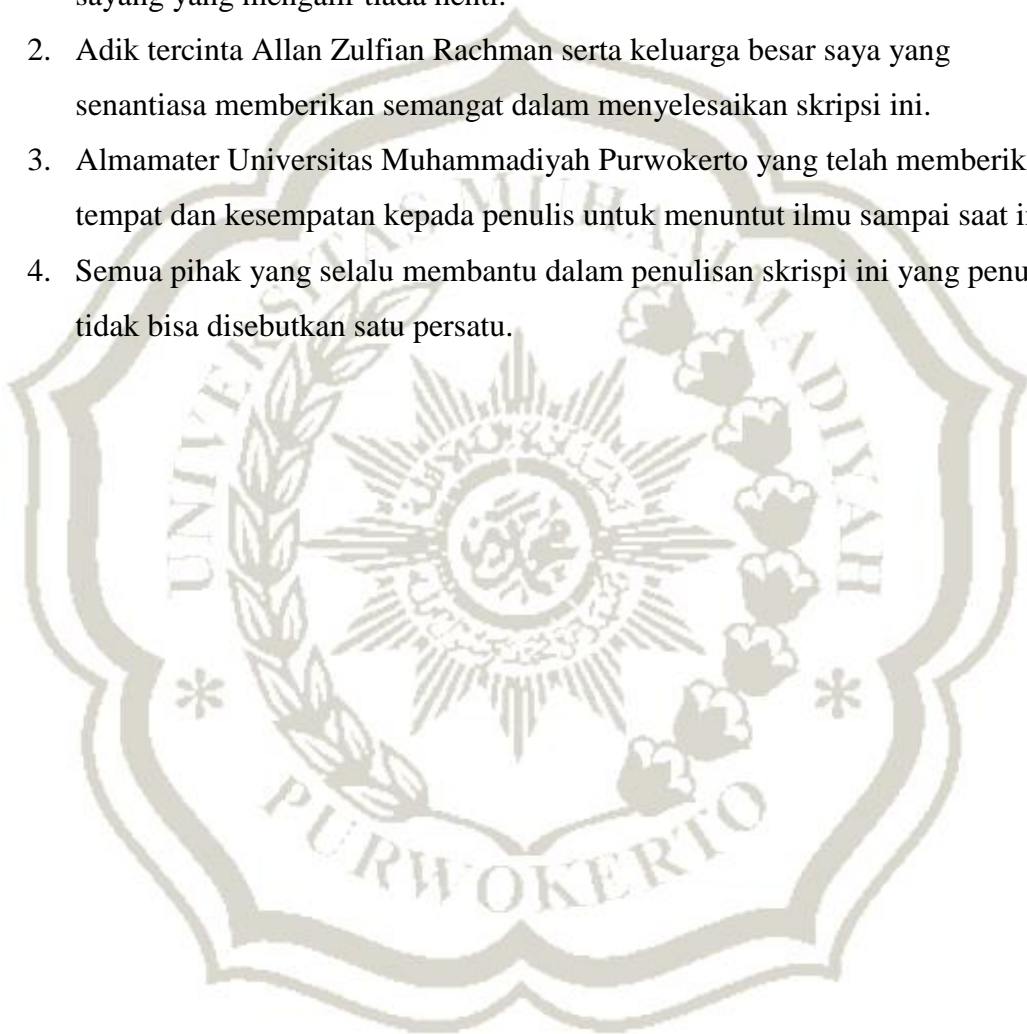 sayang yang mengalir tiada henti.
2. Adik tercinta Allan Zulfian Rachman serta keluarga besar saya yang
senantiasa memberikan semangat dalam menyelesaikan skripsi ini.
3. Almamater Universitas Muhammadiyah Purwokerto yang telah memberik
tempat dan kesempatan kepada penulis untuk menuntut ilmu sampai saat i
4. Semua pihak yang selalu membantu dalam penulisan skrispi ini yang penu
tidak bisa disebutkan satu persatu.
UNIVERSITAS MUHAMMADIYAH
PURWOKERTO